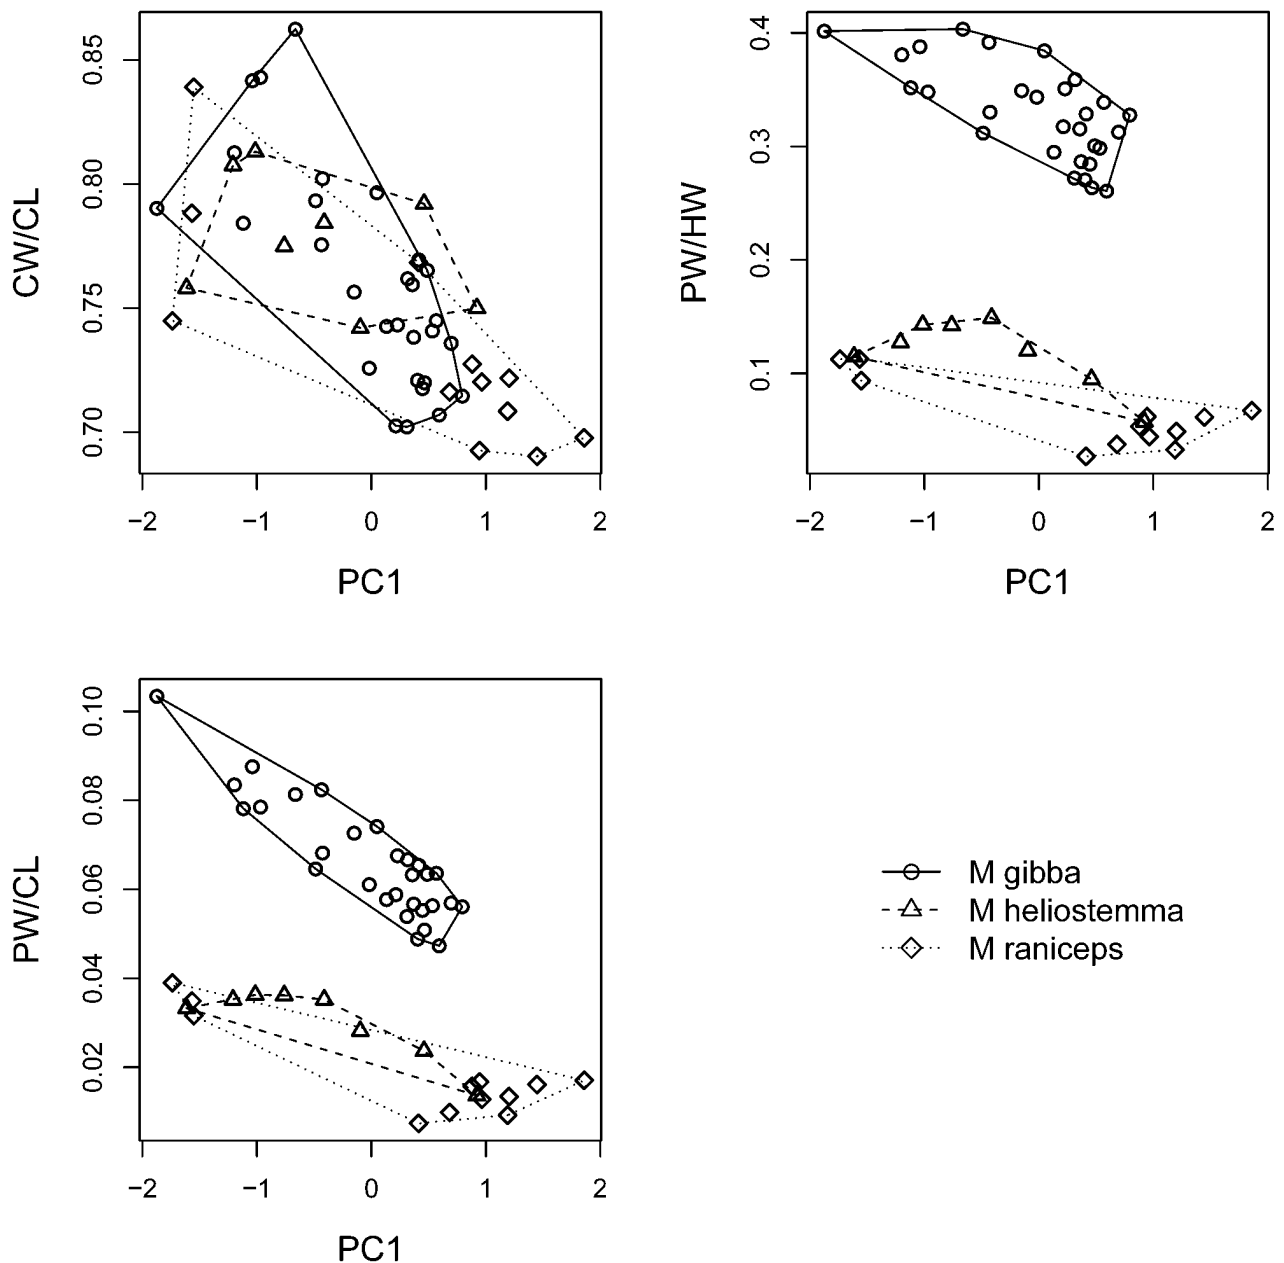 CW/CL
0.85
0.80
0.75
0.70
−2 −1 0 1 2
PC1
PW/HW
0.4
0.3
0.2
0.1
−2 −1 0 1 2
PC1
PW/CL
0.10
0.08
0.06
0.04
0.02
−2 −1 0 1 2
PC1
M gibba
M heliostemma
M raniceps